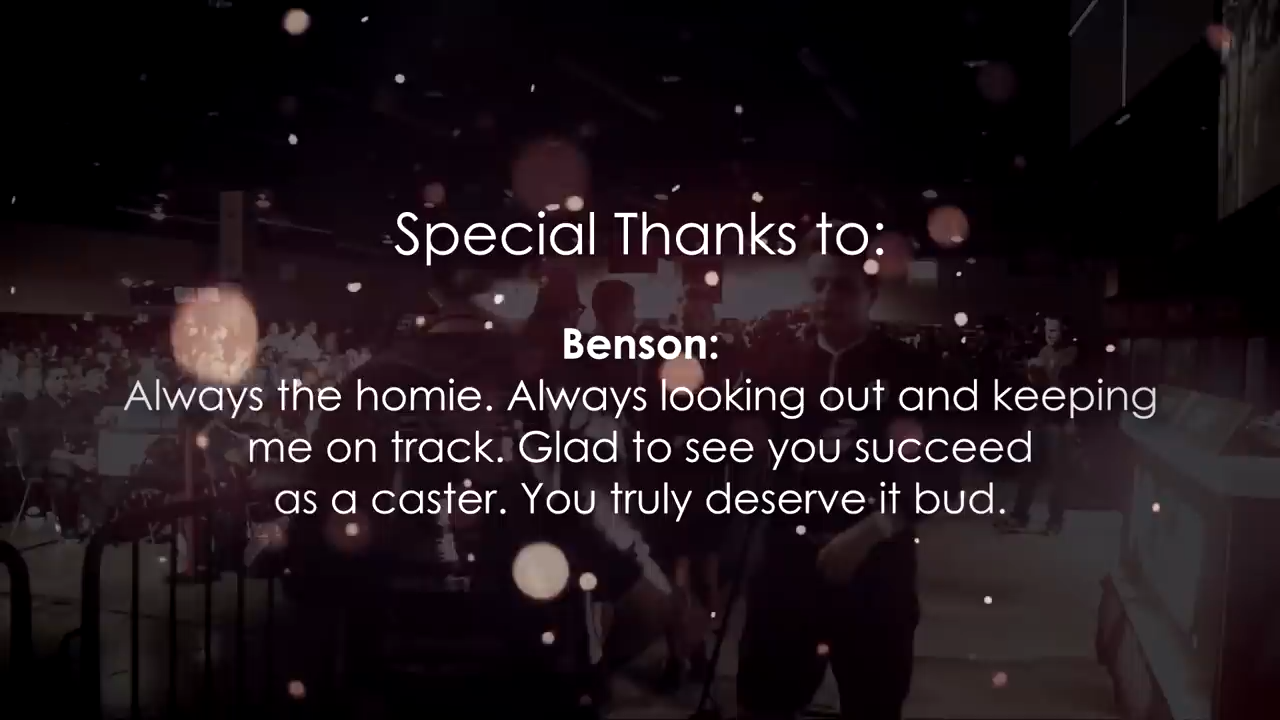 Special Thanks to:
Benson:
Always the homie. Always looking out and keeping
me on track. Glad to see you succeed
as a caster. You truly deserve it bud.